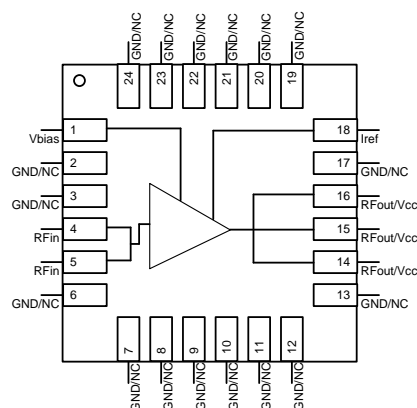 GND/NC GND/NC GND/NC GND/NC GND/NC GND/NC
24 23 22 21 20 19
Vbias 1 18 Iref
GND/NC 2 17 GND/NC
GND/NC 3 16 RFout/Vcc
RFin 4 15 RFout/Vcc
RFin 5 14 RFout/Vcc
GND/NC 6 13 GND/NC
7 8 9 10 11 12
GND/NC GND/NC GND/NC GND/NC GND/NC GND/NC